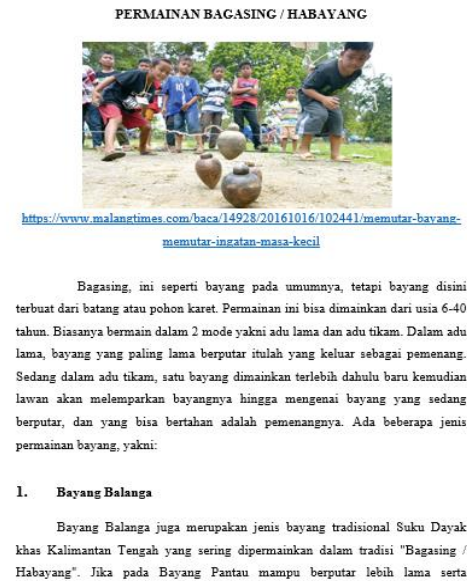 PERMAINAN BAGASING / HABAYANG
https://www.malangtimes.com/baca/14928/20161016/102441/memutar-bayang-
memutar-ingatan-masa-kecil
Bagasing, ini seperti bayang pada umumnya, tetapi bayang disini
terbuat dari batang atau pohon karet. Permainan ini bisa dimainkan dari usia 6-40
tahun. Biasanya bermain dalam 2 mode yakni adu lama dan adu tikam. Dalam adu
lama, bayang yang paling lama berputar itulah yang keluar sebagai pemenang.
Sedang dalam adu tikam, satu bayang dimainkan terlebih dahulu baru kemudian
lawan akan melemparkan bayangnya hingga mengenai bayang yang sedang
berputar, dan yang bisa bertahan adalah pemenangnya. Ada beberapa jenis
permainan bayang, yakni:
1. Bayang Balanga
Bayang Balanga juga merupakan jenis bayang tradisional Suku Dayak
khas Kalimantan Tengah yang sering dipermainkan dalam tradisi "Bagasing /
Habayang". Jika pada Bayang Pantau mampu berputar lebih lama serta